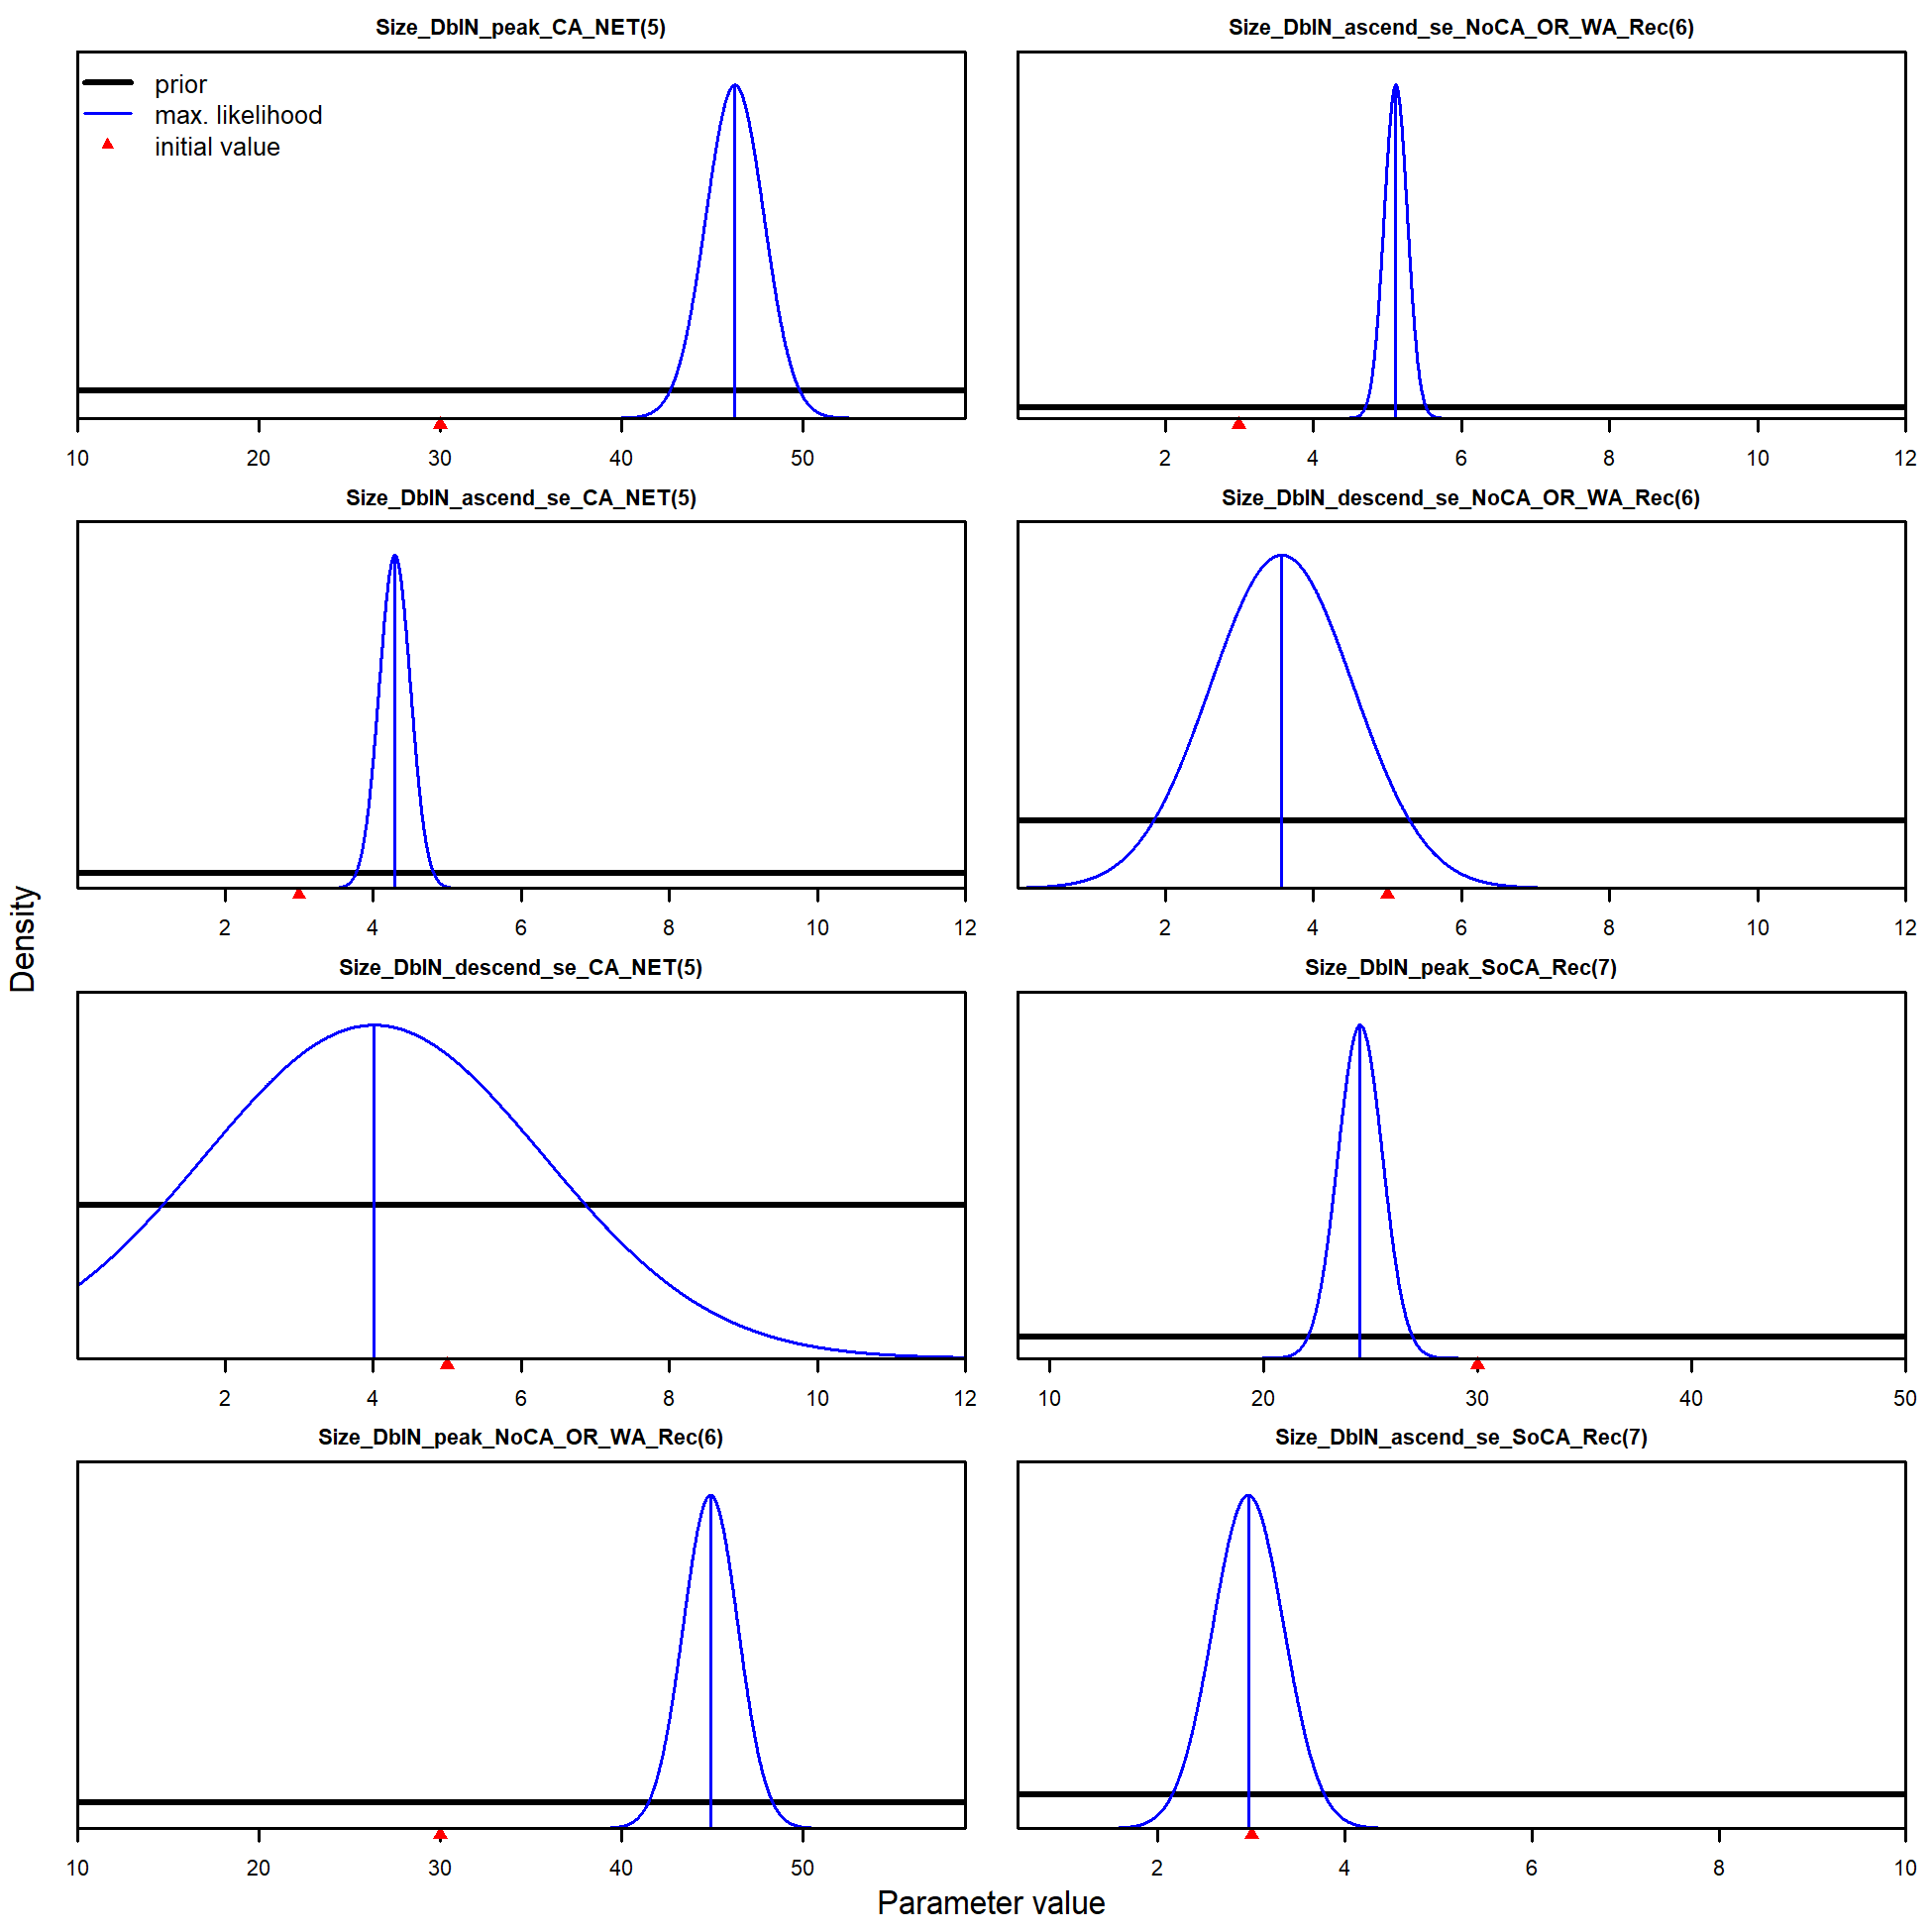 Size_DblN_peak_CA_NET(5)
prior
max. likelihood
initial value
10 20 30 40 50
Size_DblN_ascend_se_NoCA_OR_WA_Rec(6)
2 4 6 8 10 12
Size_DblN_ascend_se_CA_NET(5)
2 4 6 8 10 12
Size_DblN_descend_se_NoCA_OR_WA_Rec(6)
2 4 6 8 10 12
Size_DblN_descend_se_CA_NET(5)
2 4 6 8 10 12
Size_DblN_peak_SoCA_Rec(7)
10 20 30 40 50
Size_DblN_peak_NoCA_OR_WA_Rec(6)
10 20 30 40 50
Size_DblN_ascend_se_SoCA_Rec(7)
2 4 6 8 10
Density
Parameter value